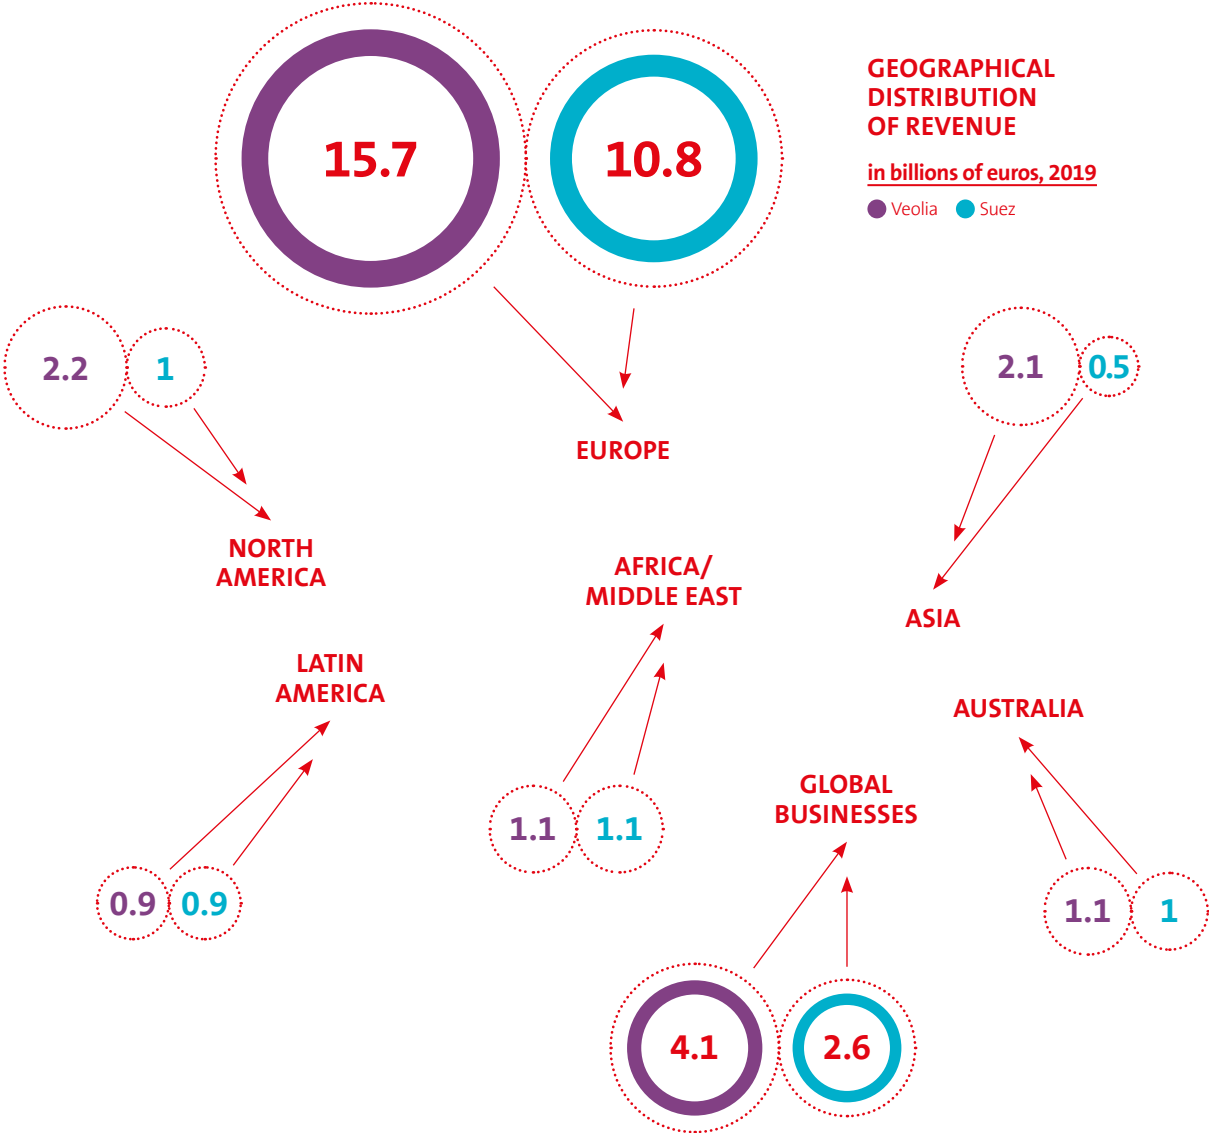 GEOGRAPHICAL
DISTRIBUTION
OF REVENUE
in billions of euros, 2019
Veolia Suez
15.7 10.8
EUROPE
2.2 1
NORTH
AMERICA
2.1 0.5
ASIA
AFRICA/
MIDDLE EAST
1.1 1.1
LATIN
AMERICA
0.9 0.9
AUSTRALIA
1.1 1
GLOBAL
BUSINESSES
4.1 2.6